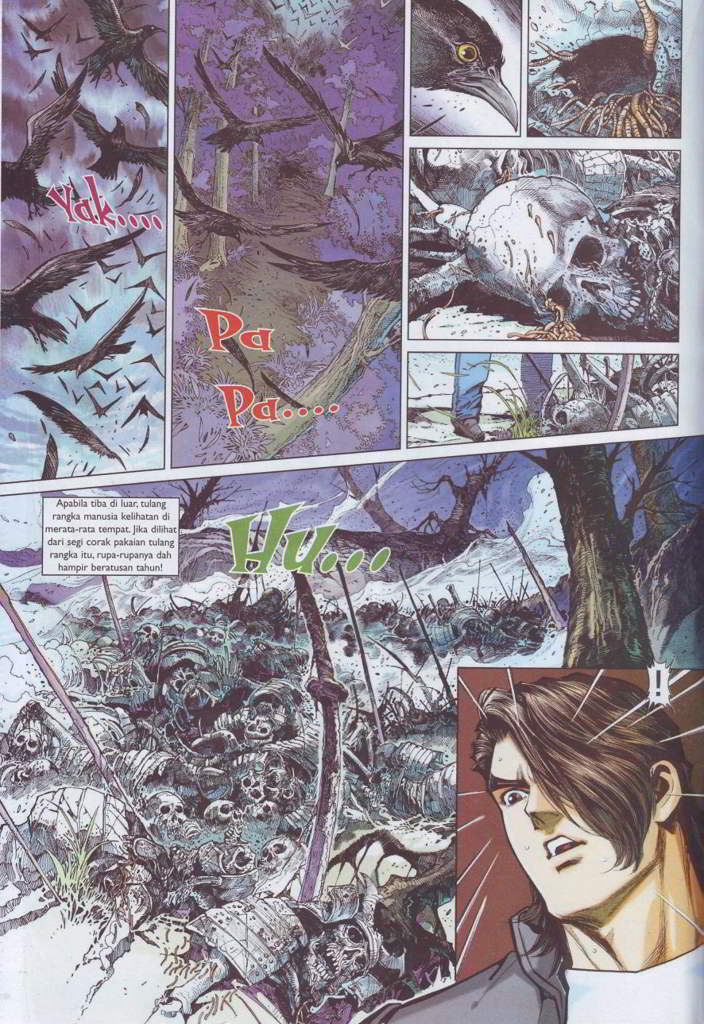 Yak....
Pa
Pa....
Apabila tiba di luar, tulang
rangka manusia kelihatan di
merata-rata tempat. Jika dilihat
dari segi corak pakaian tulang
rangka itu, rupa-rupanya dah
hampir beratusan tahun!
Hu...
!